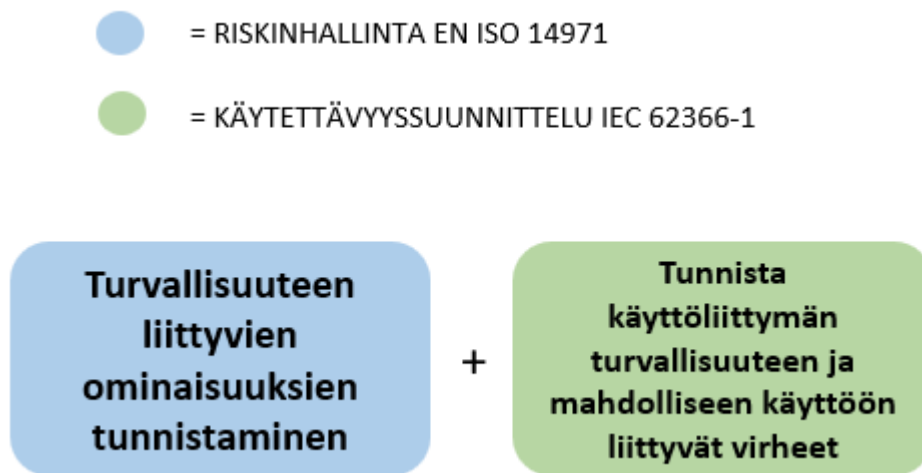 = RISKINHALLINTA EN ISO 14971
= KÄYTETTÄVYYSSUUNNITTELU IEC 62366-1
Turvallisuuteen
liittyvien
ominaisuuksien
tunnistaminen
+
Tunnista
käyttöliittymän
turvallisuuteen ja
mahdolliseen käyttöön
liittyvät virheet